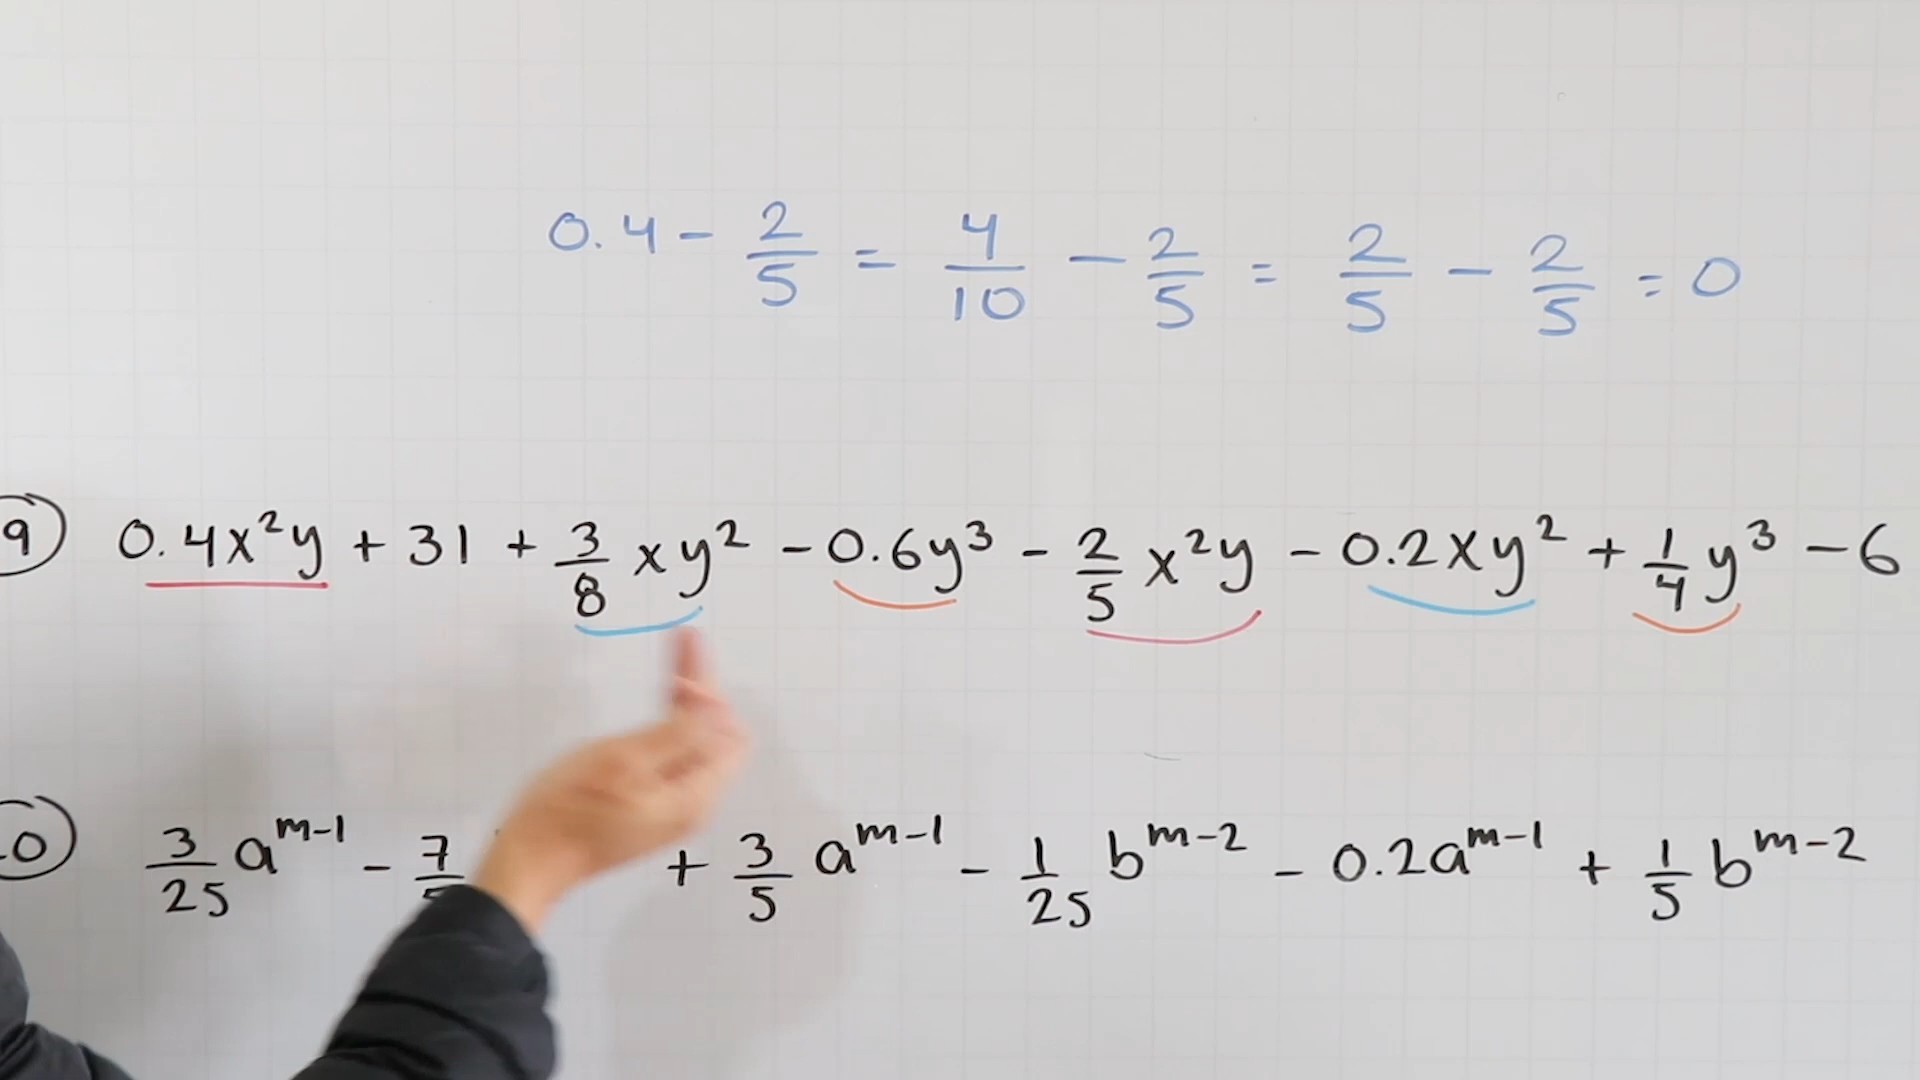 0.4 - 2/5 = 4/10 - 2/5 = 2/5 - 2/5 = 0
9) 0.4x²y + 31 + 3/8 xy² - 0.6y³ - 2/5 x²y - 0.2xy² + 1/4 y³ - 6
0) 3/25 a^(m-1) - 7/ + 3/5 a^(m-1) - 1/25 b^(m-2) - 0.2a^(m-1) + 1/5 b^(m-2)